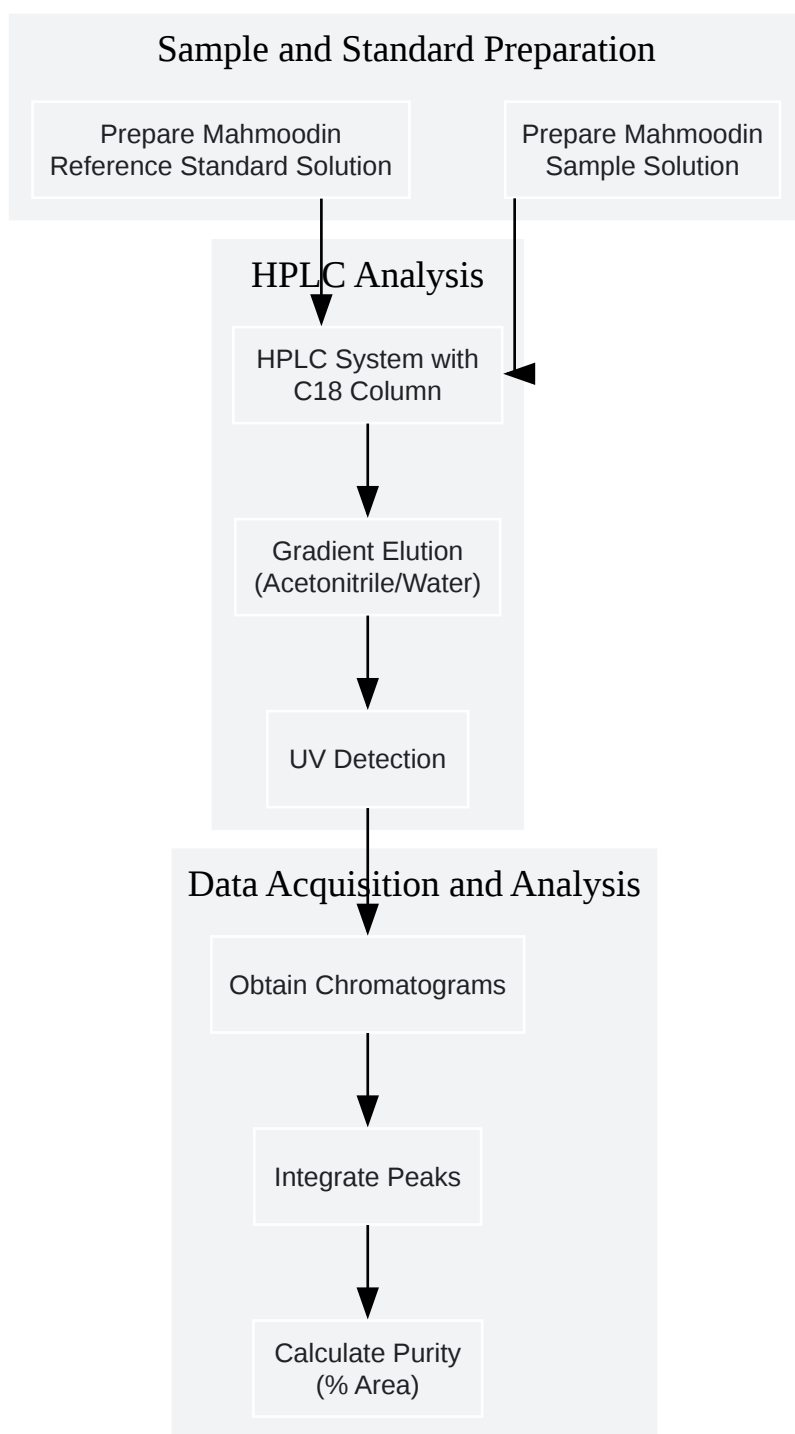 Sample and Standard Preparation
Prepare Mahmoodin
Reference Standard Solution
Prepare Mahmoodin
Sample Solution
HPLC Analysis
HPLC System with
C18 Column
Gradient Elution
(Acetonitrile/Water)
UV Detection
Data Acquisition and Analysis
Obtain Chromatograms
Integrate Peaks
Calculate Purity
(% Area)